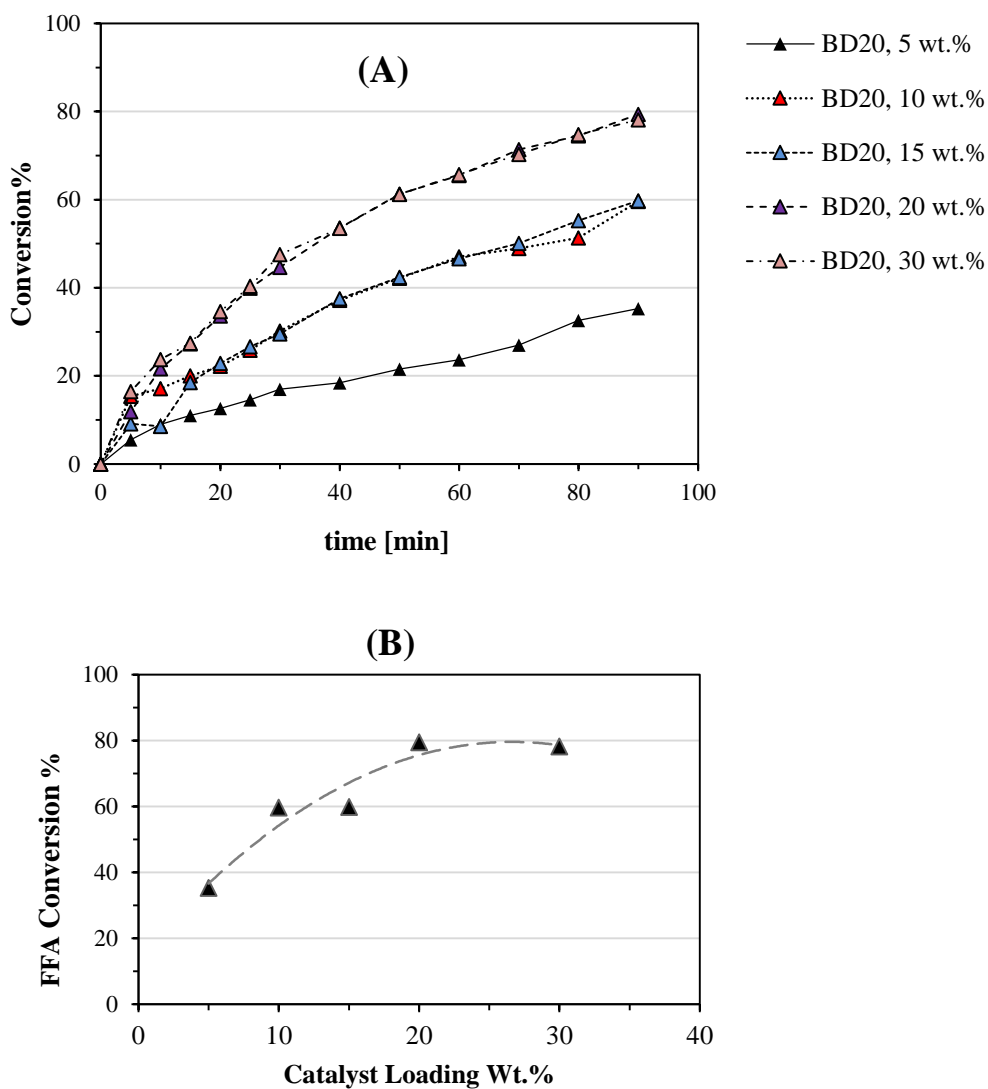 (A)
100
80
60
40
20
0
Conversion%
0 20 40 60 80 100
time [min]
BD20, 5 wt.%
BD20, 10 wt.%
BD20, 15 wt.%
BD20, 20 wt.%
BD20, 30 wt.%
(B)
100
80
60
40
20
0
FFA Conversion %
0 10 20 30 40
Catalyst Loading Wt.%